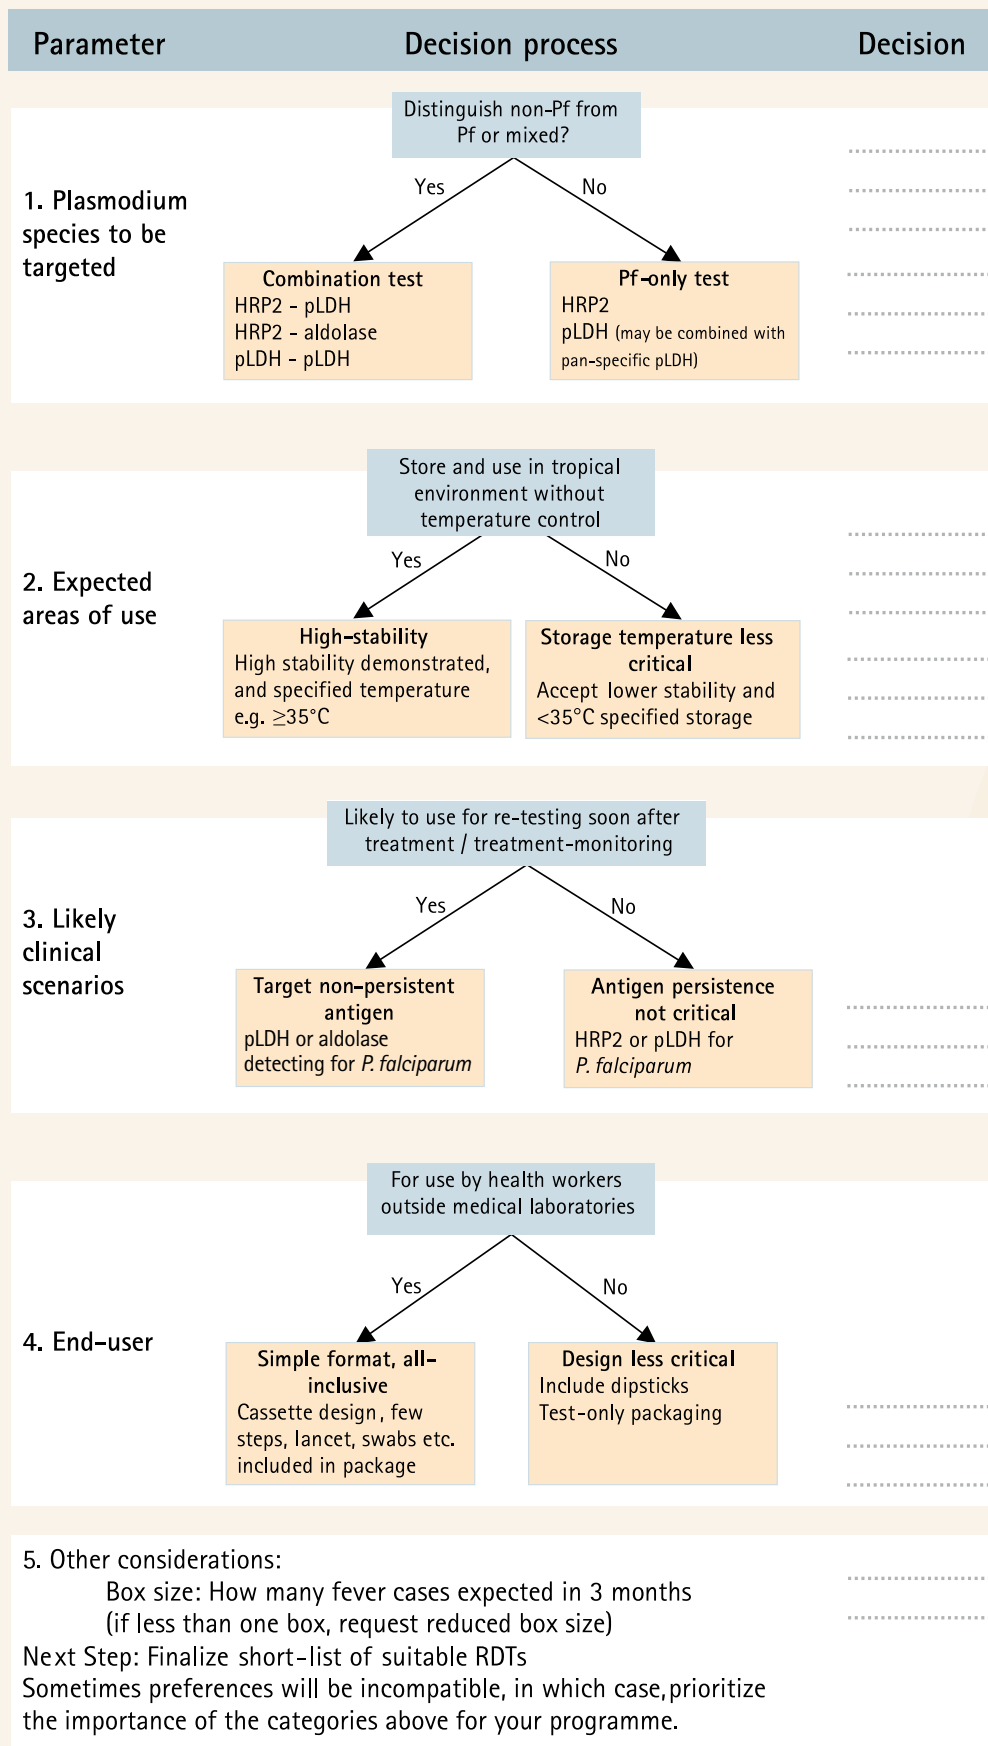 Parameter
Decision process
Decision
1. Plasmodium
species to be
targeted
Distinguish non-Pf from
Pf or mixed?
Yes
No
Combination test
HRP2 - pLDH
HRP2 - aldolase
pLDH - pLDH
Pf-only test
HRP2
pLDH (may be combined with
pan-specific pLDH)
2. Expected
areas of use
Store and use in tropical
environment without
temperature control
Yes
No
High-stability
High stability demonstrated,
and specified temperature
e.g. ≥35°C
Storage temperature less
critical
Accept lower stability and
<35°C specified storage
3. Likely
clinical
scenarios
Likely to use for re-testing soon after
treatment / treatment-monitoring
Yes
No
Target non-persistent
antigen
pLDH or aldolase
detecting for P. falciparum
Antigen persistence
not critical
HRP2 or pLDH for
P. falciparum
4. End-user
For use by health workers
outside medical laboratories
Yes
No
Simple format, all-
inclusive
Cassette design, few
steps, lancet, swabs etc.
included in package
Design less critical
Include dipsticks
Test-only packaging
5. Other considerations:
Box size: How many fever cases expected in 3 months
(if less than one box, request reduced box size)
Next Step: Finalize short-list of suitable RDTs
Sometimes preferences will be incompatible, in which case, prioritize
the importance of the categories above for your programme.